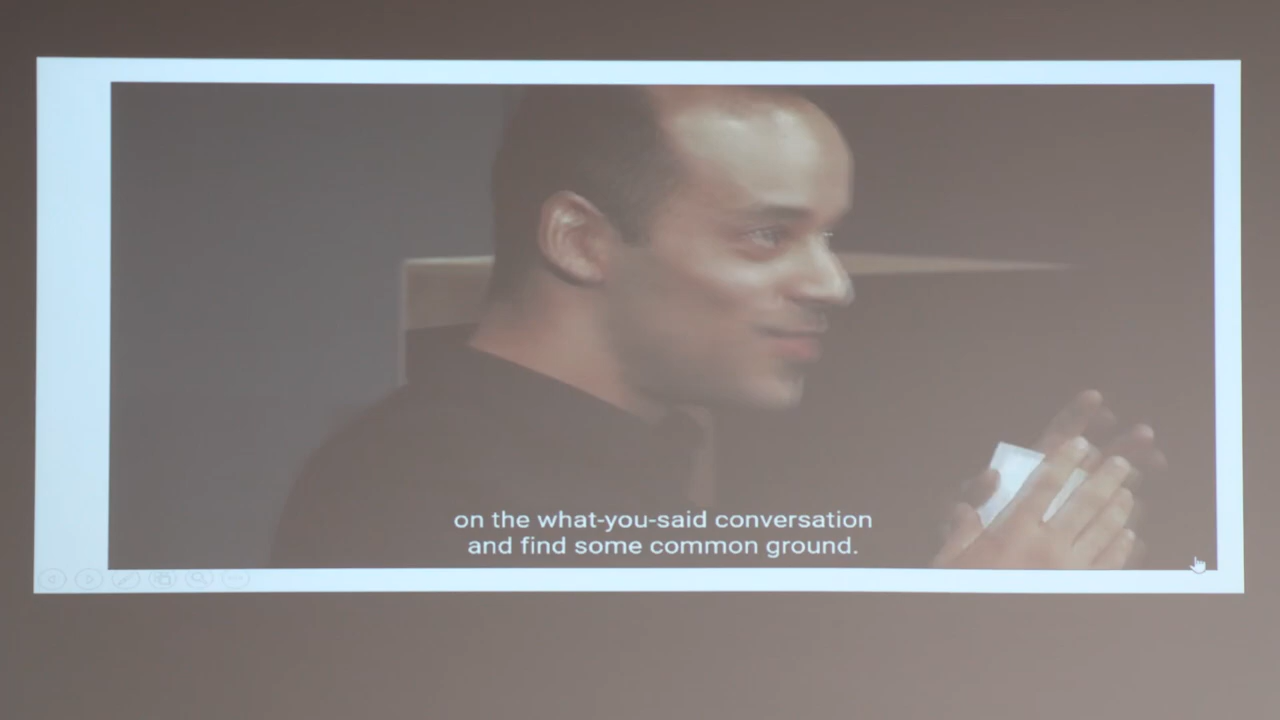 on the what-you-said conversation
and find some common ground.